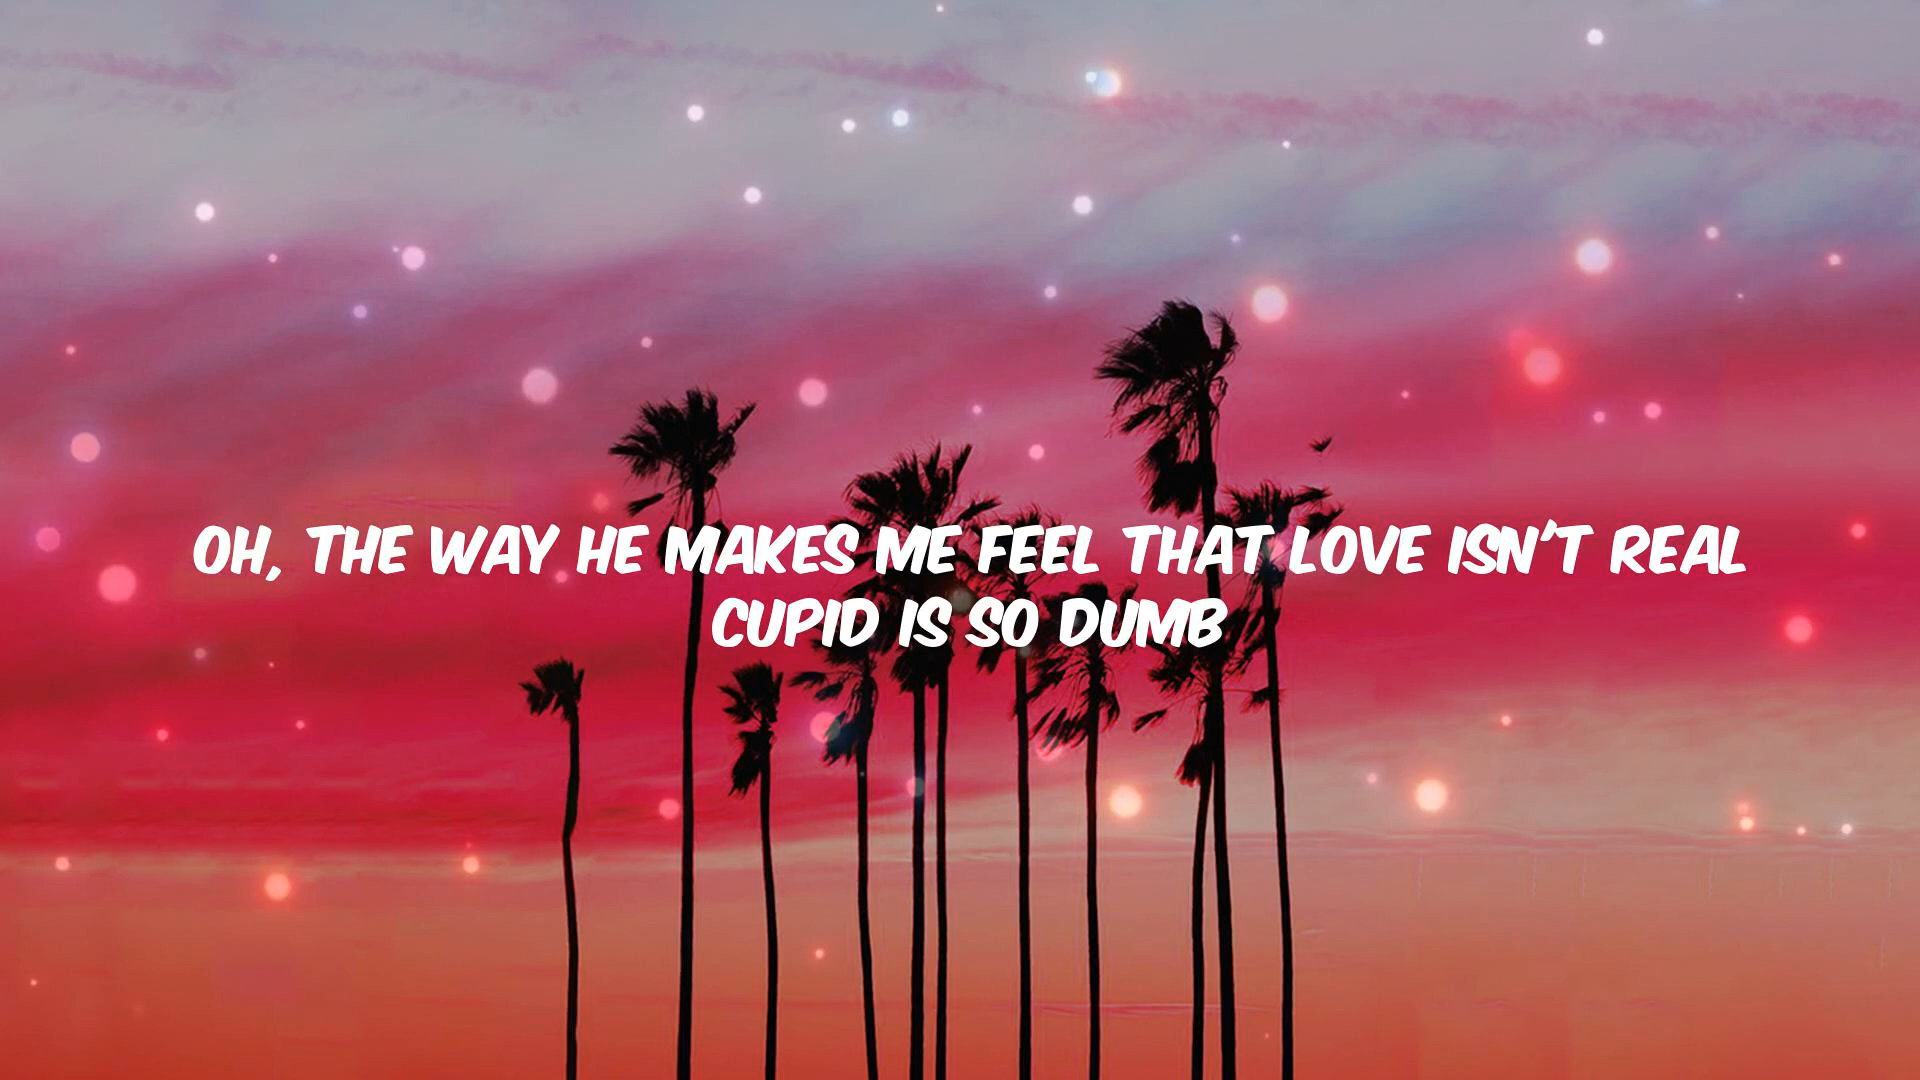 OH, THE WAY HE MAKES ME FEEL THAT LOVE ISN'T REAL
CUPID IS SO DUMB